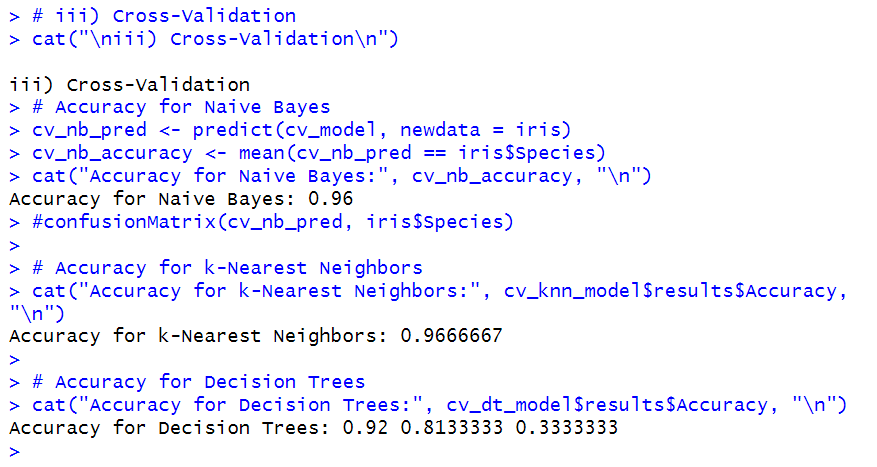 > # iii) Cross-Validation
> cat("\niii) Cross-Validation\n")

iii) Cross-Validation
> # Accuracy for Naive Bayes
> cv_nb_pred <- predict(cv_model, newdata = iris)
> cv_nb_accuracy <- mean(cv_nb_pred == iris$Species)
> cat("Accuracy for Naive Bayes:", cv_nb_accuracy, "\n")
Accuracy for Naive Bayes: 0.96
> #confusionMatrix(cv_nb_pred, iris$Species)
>
> # Accuracy for k-Nearest Neighbors
> cat("Accuracy for k-Nearest Neighbors:", cv_knn_model$results$Accuracy,
"\n")
Accuracy for k-Nearest Neighbors: 0.9666667
>
> # Accuracy for Decision Trees
> cat("Accuracy for Decision Trees:", cv_dt_model$results$Accuracy, "\n")
Accuracy for Decision Trees: 0.92 0.8133333 0.3333333
>